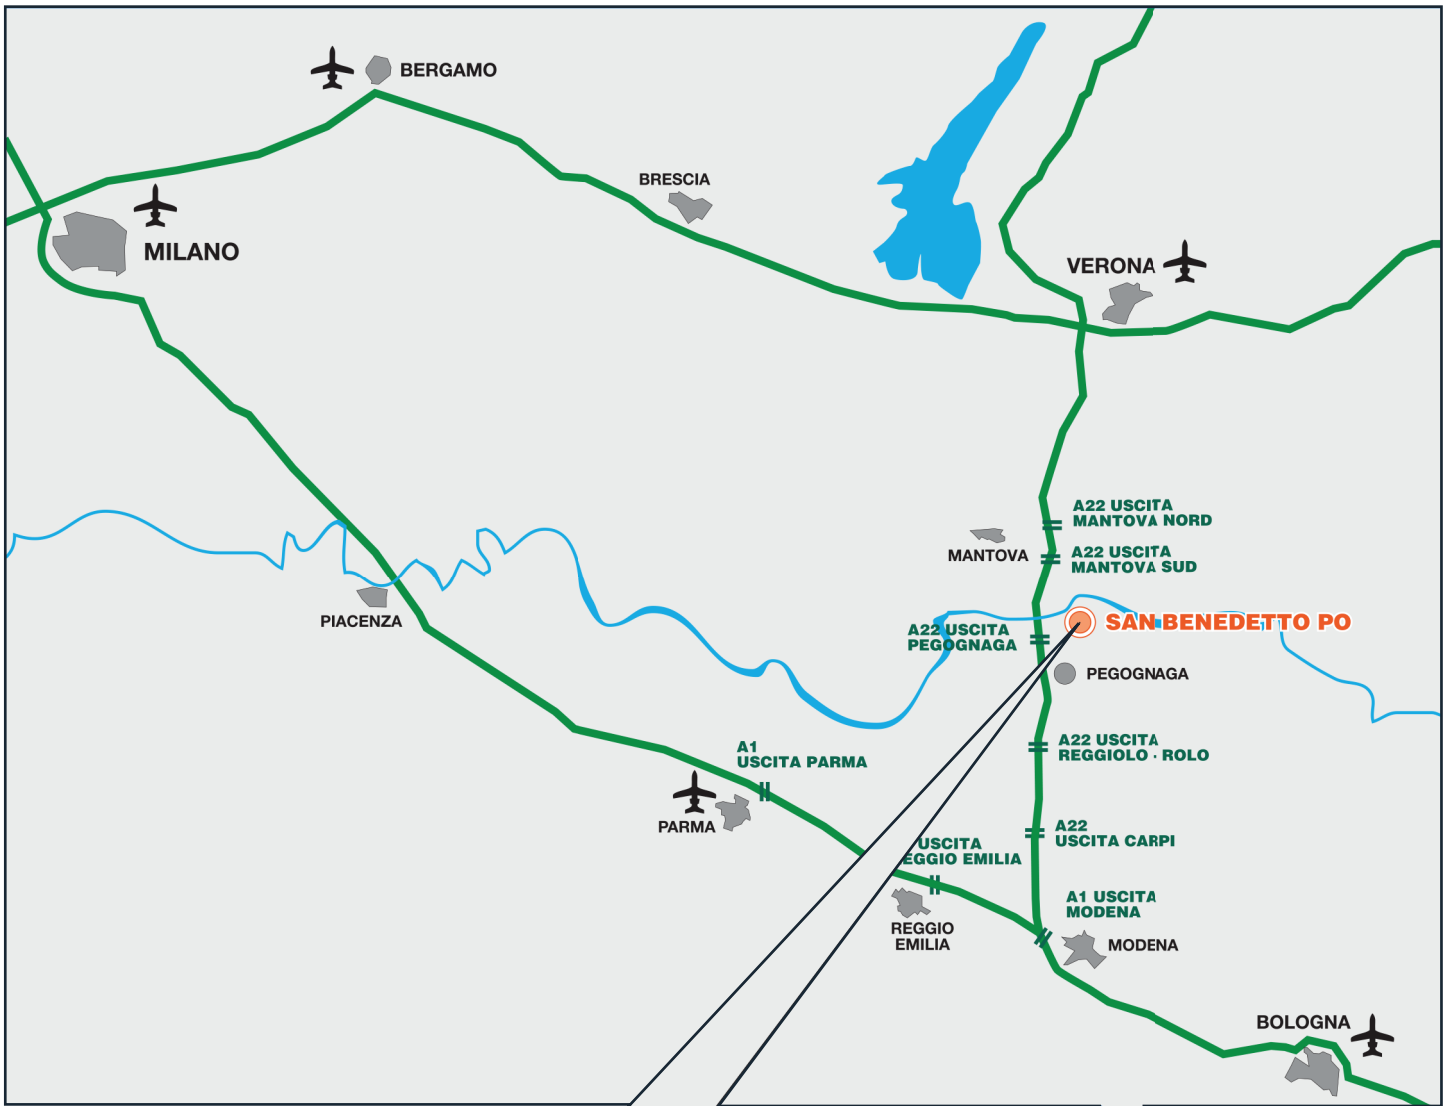 BERGAMO
BRESCIA
MILANO
VERONA
A22 USCITA
MANTOVA NORD
MANTOVA
A22 USCITA
MANTOVA SUD
PIACENZA
SAN BENEDETTO PO
A22 USCITA
PEGOGNAGA
PEGOGNAGA
A22 USCITA
REGGIOLO - ROLO
A1
USCITA PARMA
PARMA
A22
USCITA CARPI
USCITA
EGGIO EMILIA
A1 USCITA
MODENA
REGGIO
EMILIA
MODENA
BOLOGNA